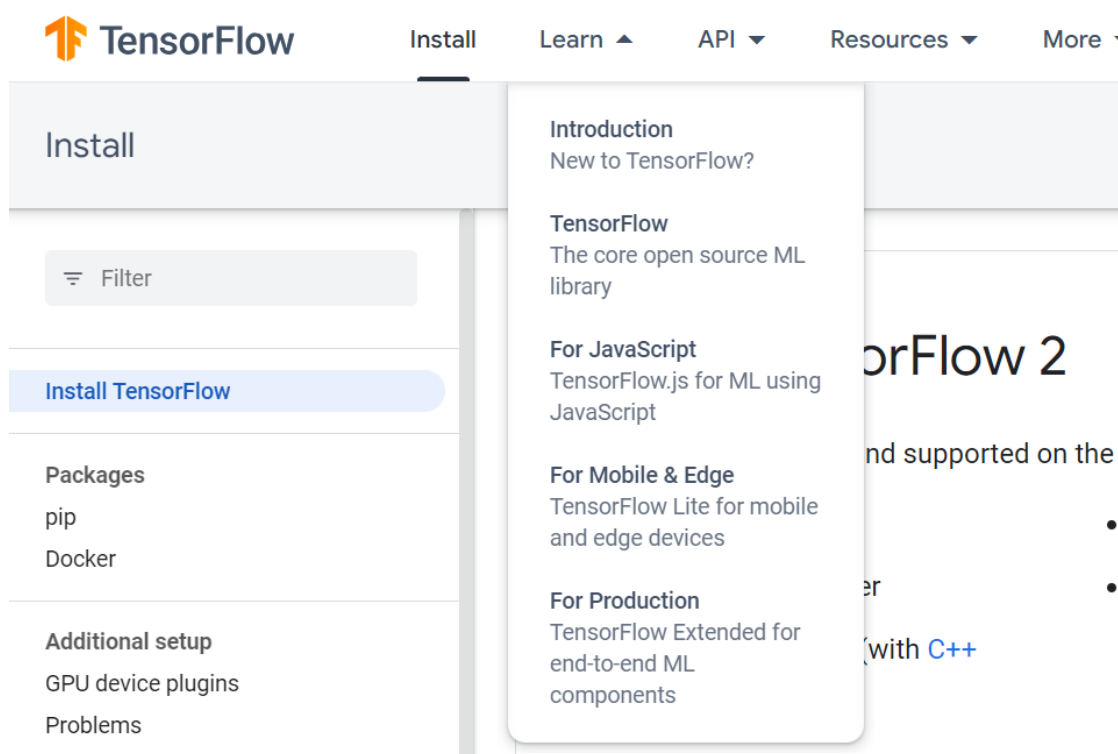 TensorFlow
Install
Learn
API
Resources
More
Install
Filter
Install TensorFlow
Packages
pip
Docker
Additional setup
GPU device plugins
Problems
Introduction
New to TensorFlow?
TensorFlow
The core open source ML
library
For JavaScript
TensorFlow.js for ML using
JavaScript
For Mobile & Edge
TensorFlow Lite for mobile
and edge devices
For Production
TensorFlow Extended for
end-to-end ML
components
orFlow 2
nd supported on the
er
(with C++